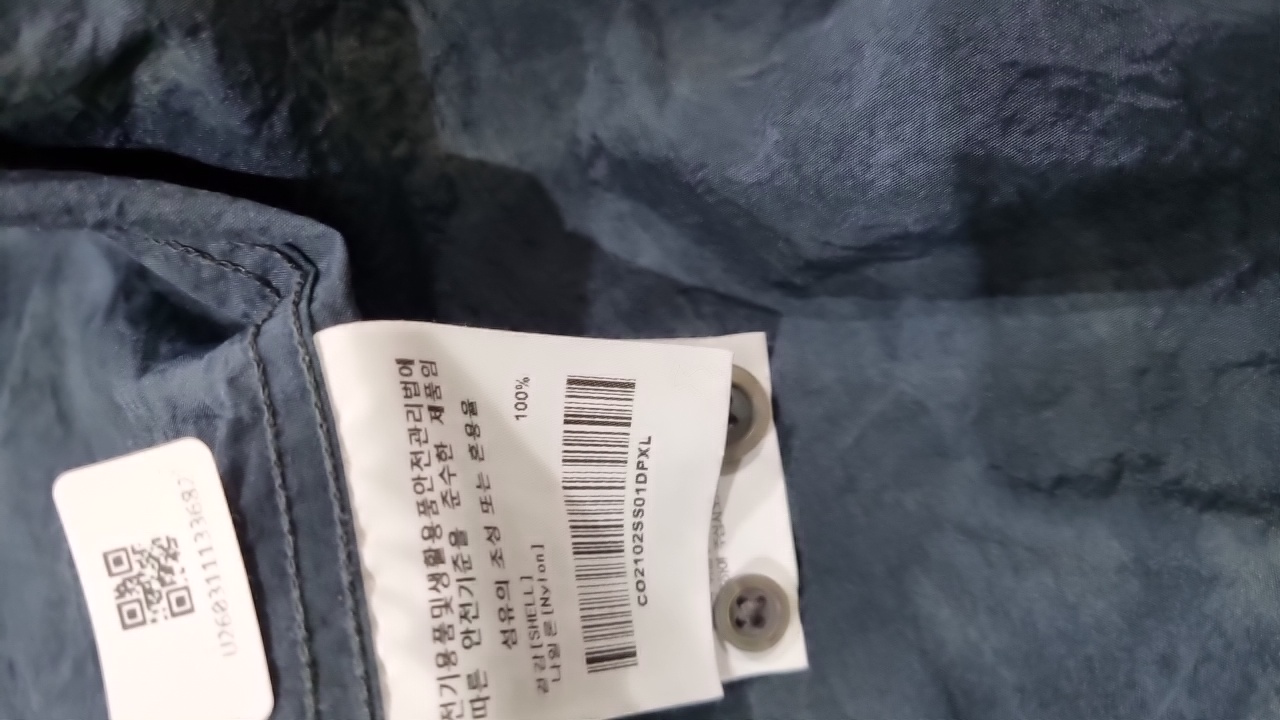 전기용품및생활용품안전관리법에
따른 안전기준을 준수한 제품임
섬유의 조성 또는 혼용율
겉감[SHELL]
나일론[Nylon] 100%
CO2102SS01DPXL